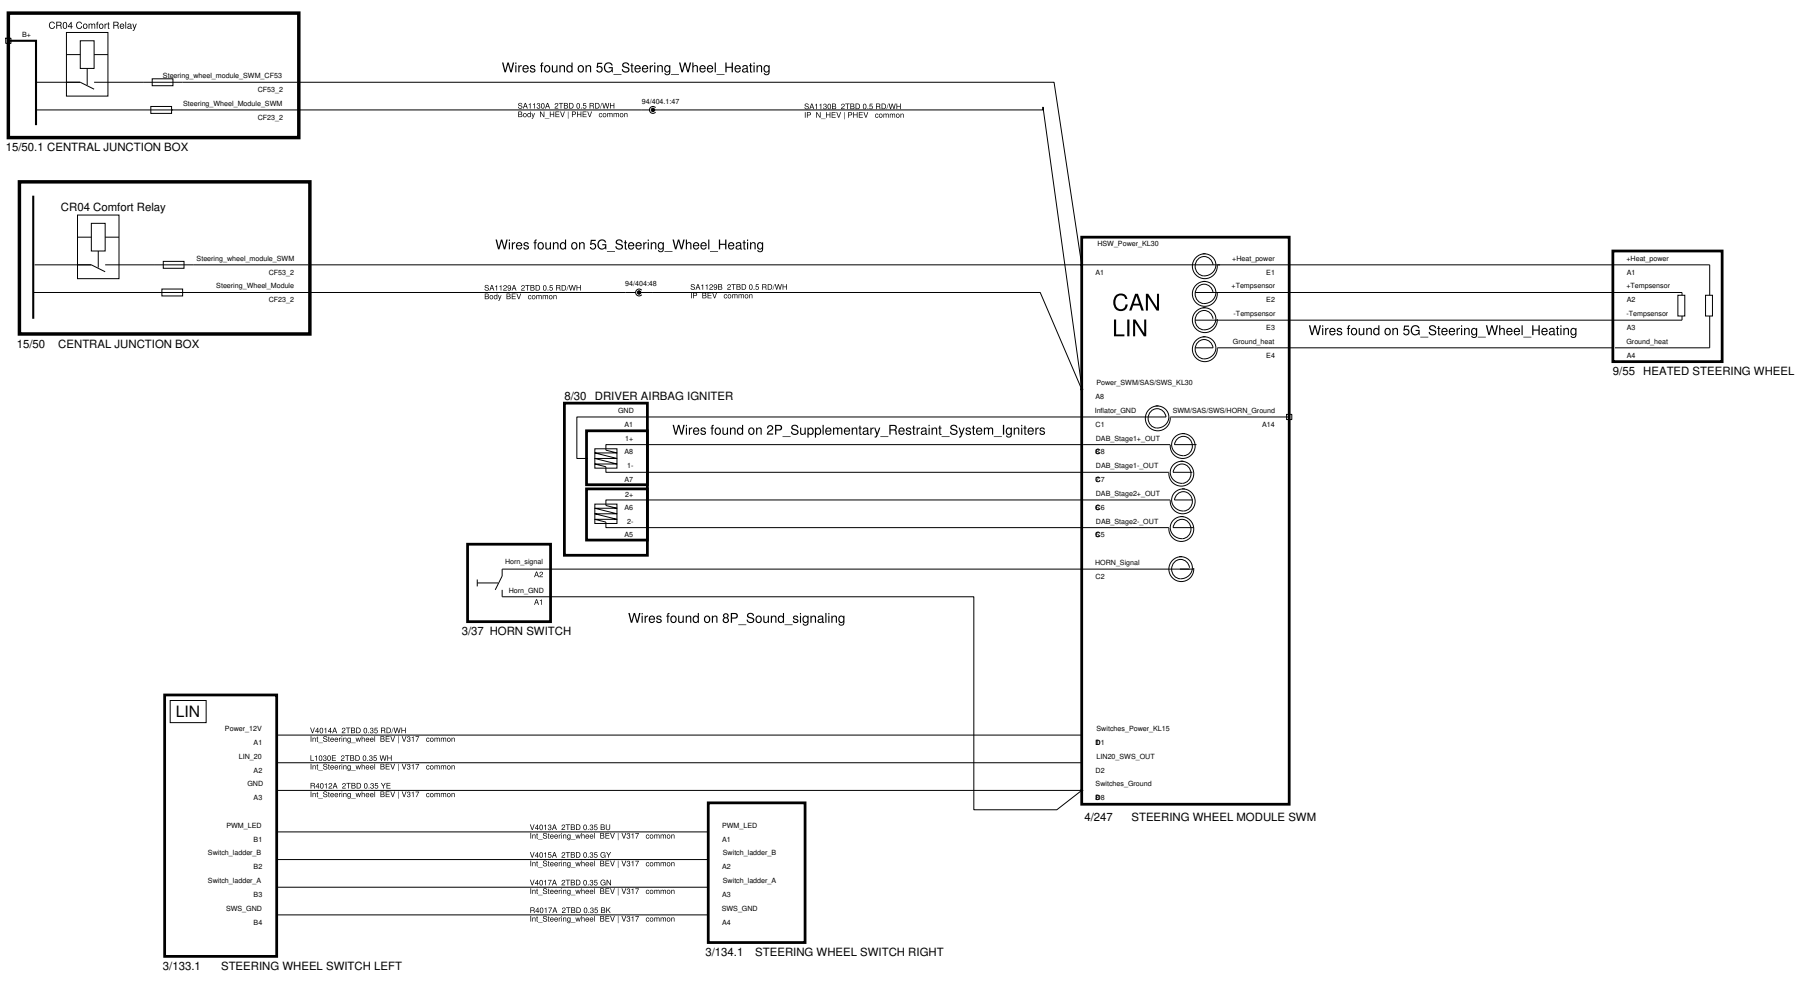 CR04 Comfort Relay
B+
Steering_wheel_module_SWM_CF53
CF53_2
Steering_Wheel_Module_SWM
CF23_2
15/50.1 CENTRAL JUNCTION BOX
Wires found on 5G_Steering_Wheel_Heating
SA1130A 2TBD 0.5 RD/WH
Body N_HEV | PHEV common
94/404.1:47
SA1130B 2TBD 0.5 RD/WH
IP N_HEV | PHEV common
CR04 Comfort Relay
Steering_wheel_module_SWM
CF53_2
Steering_Wheel_Module
CF23_2
15/50 CENTRAL JUNCTION BOX
Wires found on 5G_Steering_Wheel_Heating
SA1129A 2TBD 0.5 RD/WH
Body BEV common
94/404:48
SA1129B 2TBD 0.5 RD/WH
IP BEV common
HSW_Power_KL30
A1
CAN
LIN
+Heat_power
E1
+Tempsensor
E2
-Tempsensor
E3
Ground_heat
E4
Wires found on 5G_Steering_Wheel_Heating
+Heat_power
A1
+Tempsensor
A2
-Tempsensor
A3
Ground_heat
A4
9/55 HEATED STEERING WHEEL
Power_SWM/SAS/SWS_KL30
A8
Inflator_GND
C1
SWM/SAS/SWS/HORN_Ground
A14
DAB_Stage1+_OUT
C8
DAB_Stage1-_OUT
C7
DAB_Stage2+_OUT
C6
DAB_Stage2-_OUT
C5
HORN_Signal
C2
8/30 DRIVER AIRBAG IGNITER
GND
A1
1+
A8
1-
A7
2+
A6
2-
A5
Wires found on 2P_Supplementary_Restraint_System_Igniters
Horn_signal
A2
Horn_GND
A1
3/37 HORN SWITCH
Wires found on 8P_Sound_signaling
Switches_Power_KL15
D1
LIN20_SWS_OUT
D2
Switches_Ground
4/247 STEERING WHEEL MODULE SWM
LIN
Power_12V
A1
LIN_20
A2
GND
A3
PWM_LED
B1
Switch_ladder_B
B2
Switch_ladder_A
B3
SWS_GND
B4
3/133.1 STEERING WHEEL SWITCH LEFT
V4014A 2TBD 0.35 RD/WH
Int_Steering_wheel BEV | V317 common
L1030E 2TBD 0.35 WH
Int_Steering_wheel BEV | V317 common
R4012A 2TBD 0.35 YE
Int_Steering_wheel BEV | V317 common
V4013A 2TBD 0.35 BU
Int_Steering_wheel BEV | V317 common
V4015A 2TBD 0.35 GY
Int_Steering_wheel BEV | V317 common
V4017A 2TBD 0.35 GN
Int_Steering_wheel BEV | V317 common
R4017A 2TBD 0.35 BK
Int_Steering_wheel BEV | V317 common
PWM_LED
A1
Switch_ladder_B
A2
Switch_ladder_A
A3
SWS_GND
A4
3/134.1 STEERING WHEEL SWITCH RIGHT